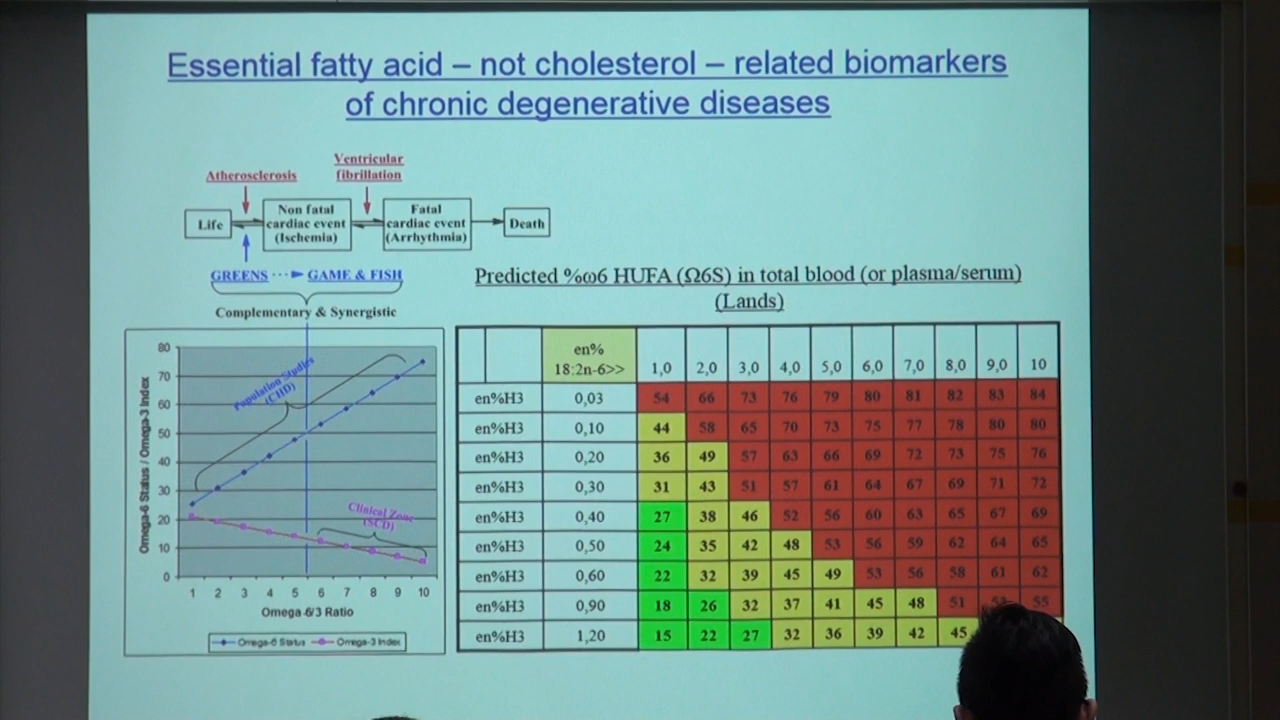 Essential fatty acid – not cholesterol – related biomarkers
of chronic degenerative diseases
Ventricular
fibrillation
Atherosclerosis
Life
Non fatal
cardiac event
(Ischemia)
Fatal
cardiac event
(Arrhythmia)
Death
GREENS ··· ► GAME & FISH
Complementary & Synergistic
Predicted %ω6 HUFA (Ω6S) in total blood (or plasma/serum)
(Lands)
Omega-6 Status / Omega-3 Index
80
70
60
50
40
30
20
10
0
Population Studies
(CHD)
Clinical Zone
(SCD)
1 2 3 4 5 6 7 8 9 10
Omega-6/3 Ratio
Omega-6 Status Omega-3 Index
en%
18:2n-6>> 1,0 2,0 3,0 4,0 5,0 6,0 7,0 8,0 9,0 10
en%H3 0,03 54 66 73 76 79 80 81 82 83 84
en%H3 0,10 44 58 65 70 73 75 77 78 80 80
en%H3 0,20 36 49 57 63 66 69 72 73 75 76
en%H3 0,30 31 43 51 57 61 64 67 69 71 72
en%H3 0,40 27 38 46 52 56 60 63 65 67 69
en%H3 0,50 24 35 42 48 53 56 59 62 64 65
en%H3 0,60 22 32 39 45 49 53 56 58 61 62
en%H3 0,90 18 26 32 37 41 45 48 51 55
en%H3 1,20 15 22 27 32 36 39 42 45